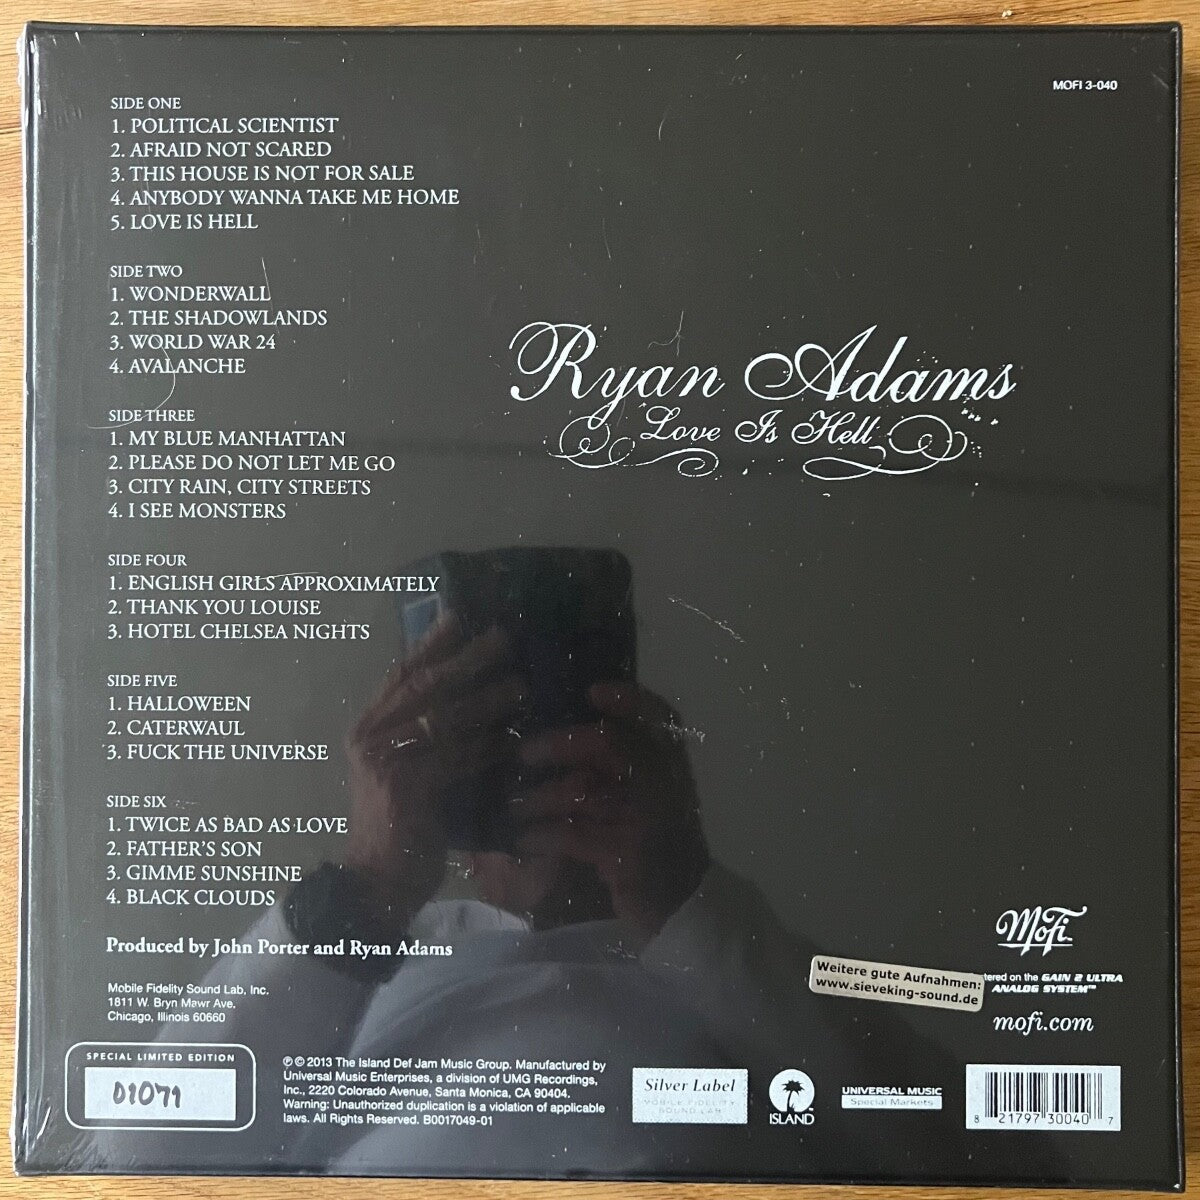 MOFI 3-040
SIDE ONE
1. POLITICAL SCIENTIST
2. AFRAID NOT SCARED
3. THIS HOUSE IS NOT FOR SALE
4. ANYBODY WANNA TAKE ME HOME
5. LOVE IS HELL
SIDE TWO
1. WONDERWALL
2. THE SHADOWLANDS
3. WORLD WAR 24
4. AVALANCHE
SIDE THREE
1. MY BLUE MANHATTAN
2. PLEASE DO NOT LET ME GO
3. CITY RAIN, CITY STREETS
4. I SEE MONSTERS
SIDE FOUR
1. ENGLISH GIRLS APPROXIMATELY
2. THANK YOU LOUISE
3. HOTEL CHELSEA NIGHTS
SIDE FIVE
1. HALLOWEEN
2. CATERWAUL
3. FUCK THE UNIVERSE
SIDE SIX
1. TWICE AS BAD AS LOVE
2. FATHER'S SON
3. GIMME SUNSHINE
4. BLACK CLOUDS
Produced by John Porter and Ryan Adams
Mobile Fidelity Sound Lab, Inc.
1811 W. Bryn Mawr Ave.
Chicago, Illinois 60660
Ryan Adams
Love Is Hell
MoFi
Weitere gute Aufnahmen:
www.sieveking-sound.de
on the GAIN 2 ULTRA
ANALOG SYSTEM™
mofi.com
SPECIAL LIMITED EDITION
01071
℗ © 2013 The Island Def Jam Music Group. Manufactured by
Universal Music Enterprises, a division of UMG Recordings,
Inc., 2220 Colorado Avenue, Santa Monica, CA 90404.
Warning: Unauthorized duplication is a violation of applicable
laws. All Rights Reserved. B0017049-01
Silver Label
MOBILE FIDELITY
SOUND LAB
ISLAND
UNIVERSAL MUSIC
Special Markets
8 21797 30040 7